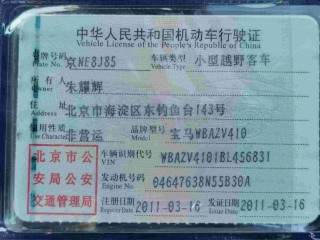 中华人民共和国机动车行驶证
Vehicle License of the People's Republic of China
号牌号码 京NE8J85 车辆类型 小型越野客车
Plate No. Vehicle Type
所有人 朱耀辉
Owner
住址 北京市海淀区东钓鱼台143号
Address
使用性质 非营运 品牌型号 宝马WBAZV410
Use Character Model
北京市公 车辆识别代号 WBAZV4101BL456831
VIN
安局公安 发动机号码 04647638N55B30A
Engine No.
交通管理局 注册日期 2011-03-16 发证日期 2011-03-16
Register Date Issue Date